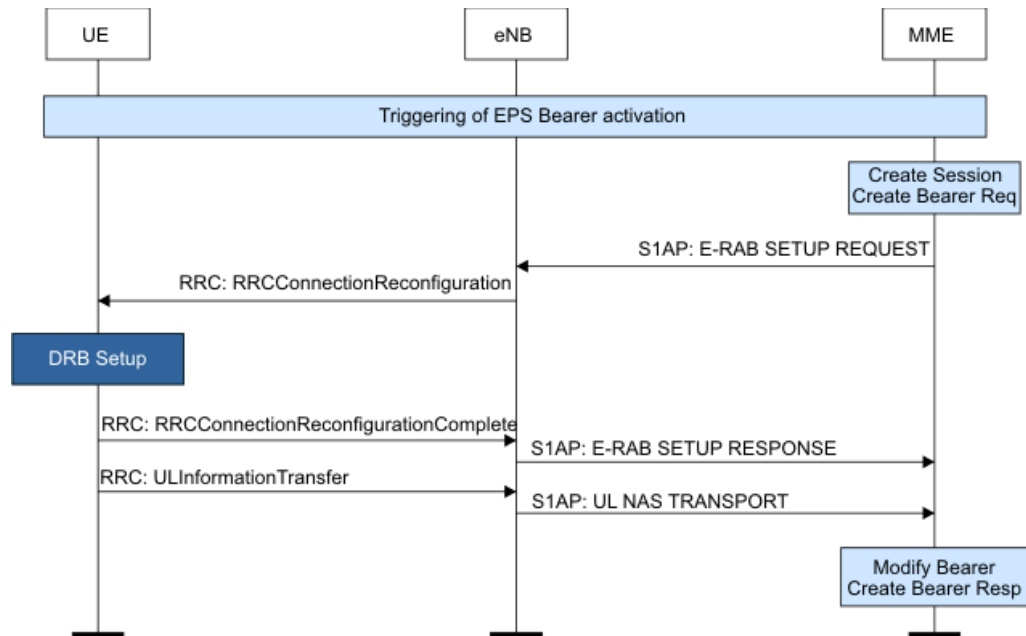 UE
eNB
MME
Triggering of EPS Bearer activation
Create Session
Create Bearer Req
S1AP: E-RAB SETUP REQUEST
RRC: RRCConnectionReconfiguration
DRB Setup
RRC: RRCConnectionReconfigurationComplete
S1AP: E-RAB SETUP RESPONSE
RRC: ULInformationTransfer
S1AP: UL NAS TRANSPORT
Modify Bearer
Create Bearer Resp